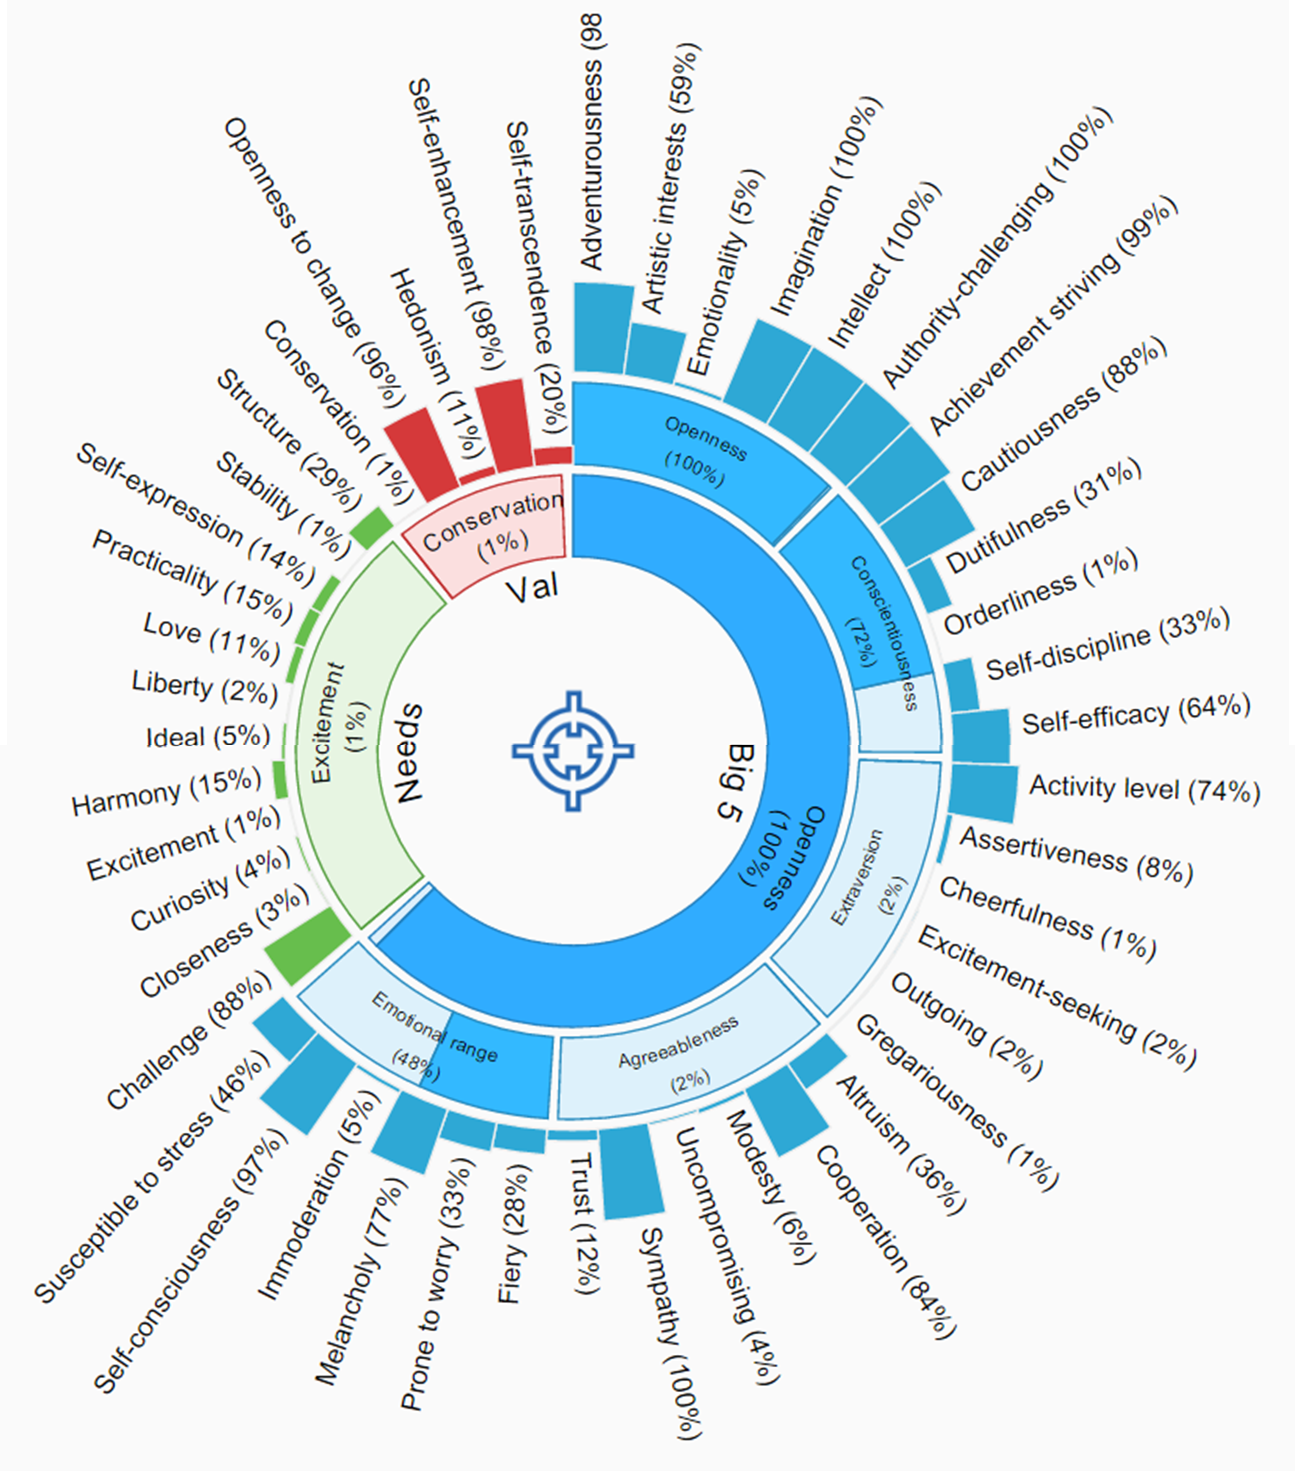 Adventurousness (98
Artistic interests (59%)
Emotionality (5%)
Imagination (100%)
Intellect (100%)
Authority-challenging (100%)
Achievement striving (99%)
Cautiousness (88%)
Dutifulness (31%)
Orderliness (1%)
Self-discipline (33%)
Self-efficacy (64%)
Activity level (74%)
Assertiveness (8%)
Cheerfulness (1%)
Excitement-seeking (2%)
Outgoing (2%)
Gregariousness (1%)
Altruism (36%)
Cooperation (84%)
Modesty (6%)
Uncompromising (4%)
Sympathy (100%)
Trust (12%)
Fiery (28%)
Prone to worry (33%)
Melancholy (77%)
Immoderation (5%)
Self-consciousness (97%)
Susceptible to stress (46%)
Challenge (88%)
Closeness (3%)
Curiosity (4%)
Excitement (1%)
Harmony (15%)
Ideal (5%)
Liberty (2%)
Love (11%)
Practicality (15%)
Self-expression (14%)
Stability (1%)
Structure (29%)
Conservation (1%)
Openness to change (96%)
Hedonism (11%)
Self-enhancement (98%)
Self-transcendence (20%)
Openness
(100%)
Conscientiousness
(72%)
Extraversion
(2%)
Agreeableness
(2%)
Emotional range
(48%)
Excitement
(1%)
Conservation
(1%)
Openness
(100%)
Big 5
Needs
Val